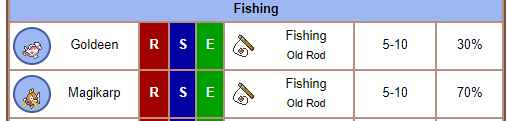 Fishing
Goldeen R S E Fishing Old Rod 5-10 30%
Magikarp R S E Fishing Old Rod 5-10 70%